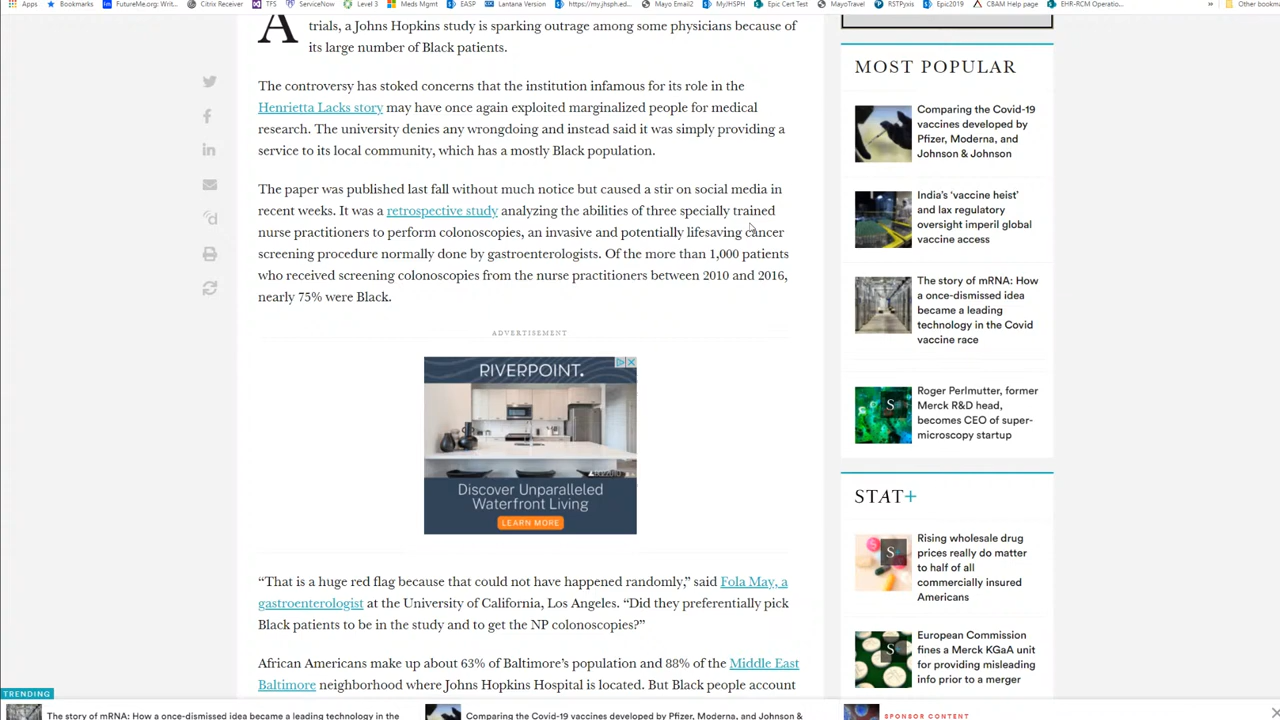 Apps Bookmarks FutureMe.org: Writ... Citrix Receiver TFS ServiceNow Level 3 Meds Mgmt EASP Lantana Version https://my.jhsph.ed... Mayo Email2 MyJHSPH Epic Cert Test MayoTravel RSTPyxis Epic2019 CBAM Help page EHR-RCM Operatio... » Other bookm
A trials, a Johns Hopkins study is sparking outrage among some physicians because of
its large number of Black patients.
The controversy has stoked concerns that the institution infamous for its role in the
Henrietta Lacks story may have once again exploited marginalized people for medical
research. The university denies any wrongdoing and instead said it was simply providing a
service to its local community, which has a mostly Black population.
The paper was published last fall without much notice but caused a stir on social media in
recent weeks. It was a retrospective study analyzing the abilities of three specially trained
nurse practitioners to perform colonoscopies, an invasive and potentially lifesaving cancer
screening procedure normally done by gastroenterologists. Of the more than 1,000 patients
who received screening colonoscopies from the nurse practitioners between 2010 and 2016,
nearly 75% were Black.
ADVERTISEMENT
RIVERPOINT.
Discover Unparalleled
Waterfront Living
LEARN MORE
“That is a huge red flag because that could not have happened randomly,” said Fola May, a
gastroenterologist at the University of California, Los Angeles. “Did they preferentially pick
Black patients to be in the study and to get the NP colonoscopies?”
African Americans make up about 63% of Baltimore’s population and 88% of the Middle East
Baltimore neighborhood where Johns Hopkins Hospital is located. But Black people account
MOST POPULAR
Comparing the Covid-19
vaccines developed by
Pfizer, Moderna, and
Johnson & Johnson
India’s ‘vaccine heist’
and lax regulatory
oversight imperil global
vaccine access
The story of mRNA: How
a once-dismissed idea
became a leading
technology in the Covid
vaccine race
S
Roger Perlmutter, former
Merck R&D head,
becomes CEO of super-
microscopy startup
STAT+
S
Rising wholesale drug
prices really do matter
to half of all
commercially insured
Americans
S
European Commission
fines a Merck KGaA unit
for providing misleading
info prior to a merger
TRENDING
The story of mRNA: How a once-dismissed idea became a leading technology in the
Comparing the Covid-19 vaccines developed by Pfizer, Moderna, and Johnson &
SPONSOR CONTENT